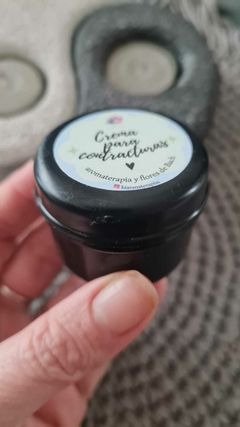 Crema
para
contracturas
aromaterapia y flores de Bach